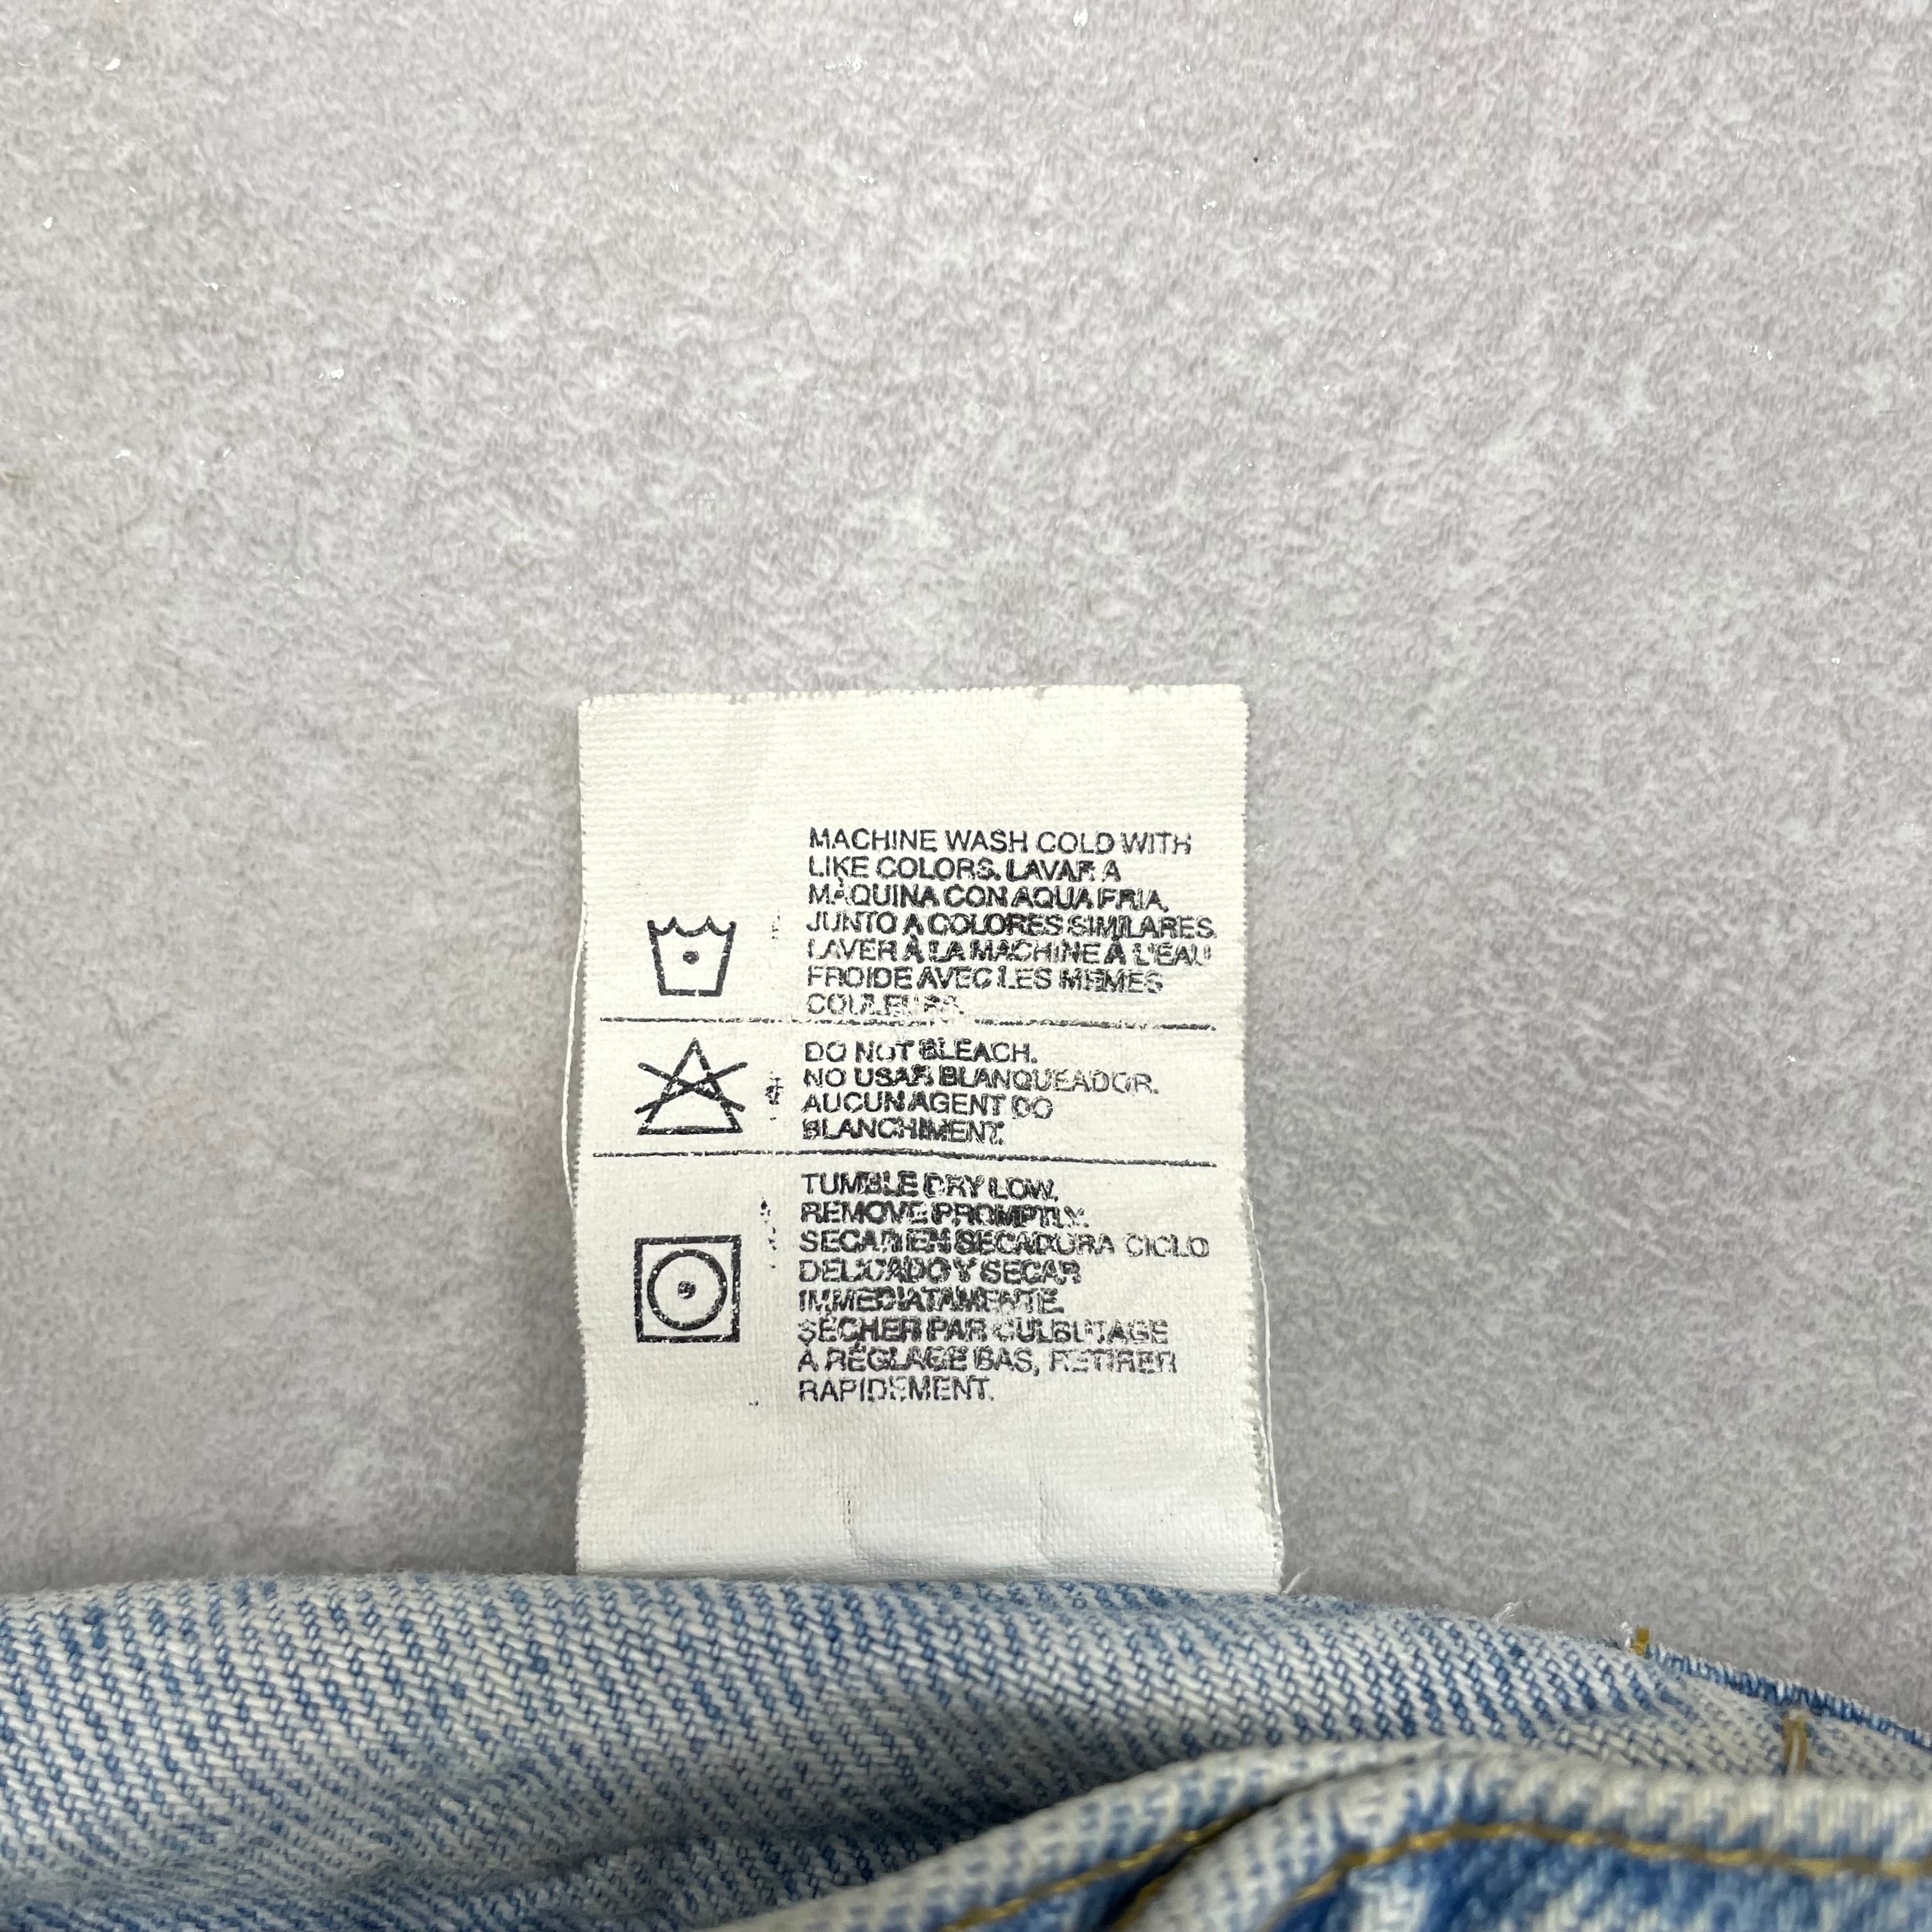 MACHINE WASH COLD WITH
LIKE COLORS. LAVAR A
MÁQUINA CON AQUA FRIA,
JUNTO A COLORES SIMILARES.
LAVER À LA MACHINE À L'EAU
FROIDE AVEC LES MEMES
COULEURS.
DO NOT BLEACH.
NO USAR BLANQUEADOR.
AUCUN AGENT DO
BLANCHIMENT.
TUMBLE DRY LOW.
REMOVE PROMPTLY.
SECAR EN SECADURA CICLO
DELICADO Y SECAR
IMMEDIATAMENTE.
SÉCHER PAR CULBUTAGE
A RÉGLAGE BAS, RETIRER
RAPIDEMENT.